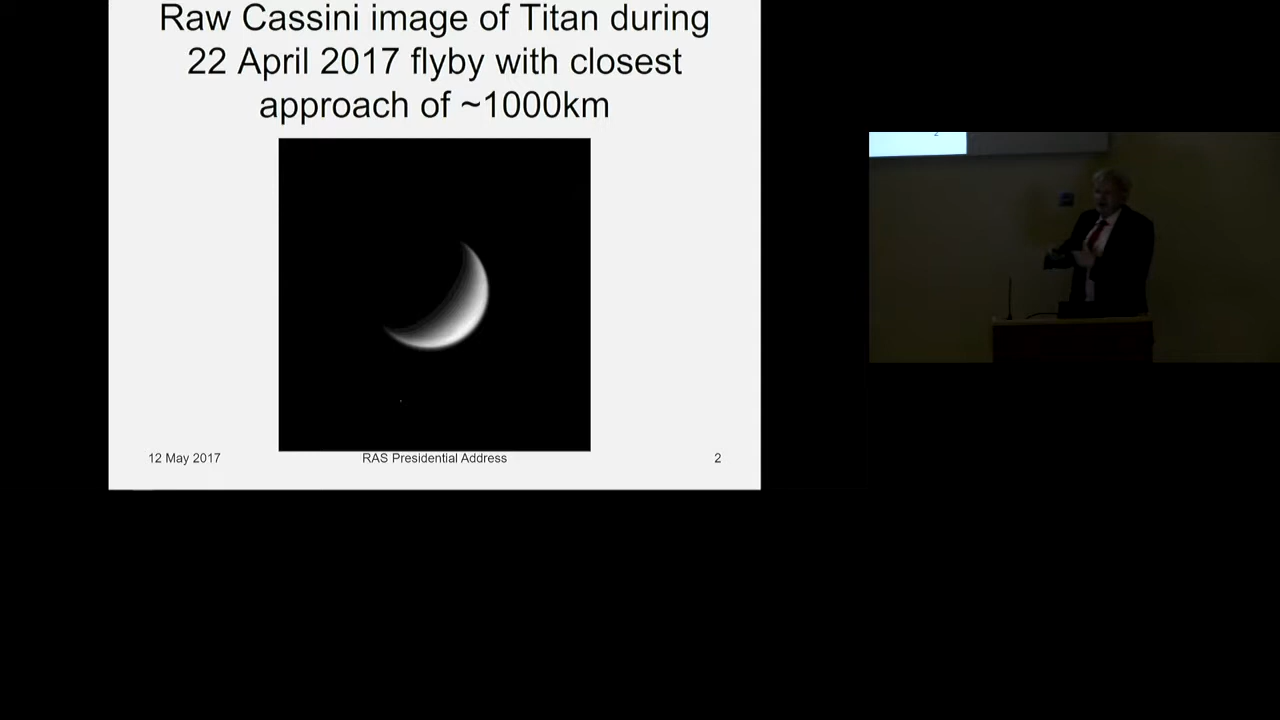 Raw Cassini image of Titan during
22 April 2017 flyby with closest
approach of ~1000km
12 May 2017
RAS Presidential Address
2
2